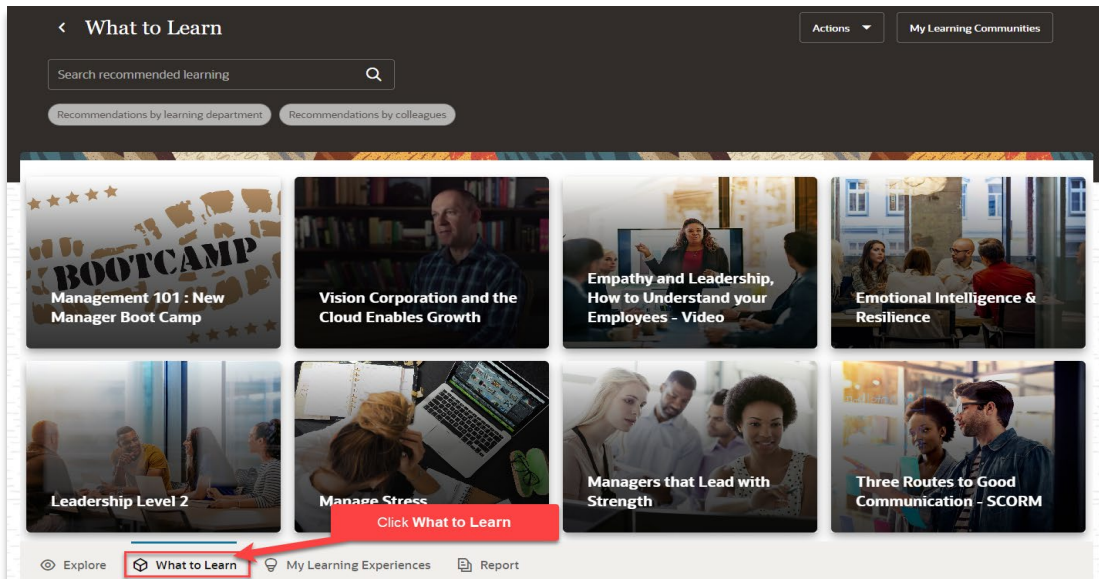 What to Learn
Actions
My Learning Communities
Search recommended learning
Recommendations by learning department
Recommendations by colleagues
BOOTCAMP
Management 101 : New
Manager Boot Camp
Vision Corporation and the
Cloud Enables Growth
Empathy and Leadership,
How to Understand your
Employees - Video
Emotional Intelligence &
Resilience
Leadership Level 2
Manage Stress
Managers that Lead with
Strength
Three Routes to Good
Communication - SCORM
Click What to Learn
Explore
What to Learn
My Learning Experiences
Report